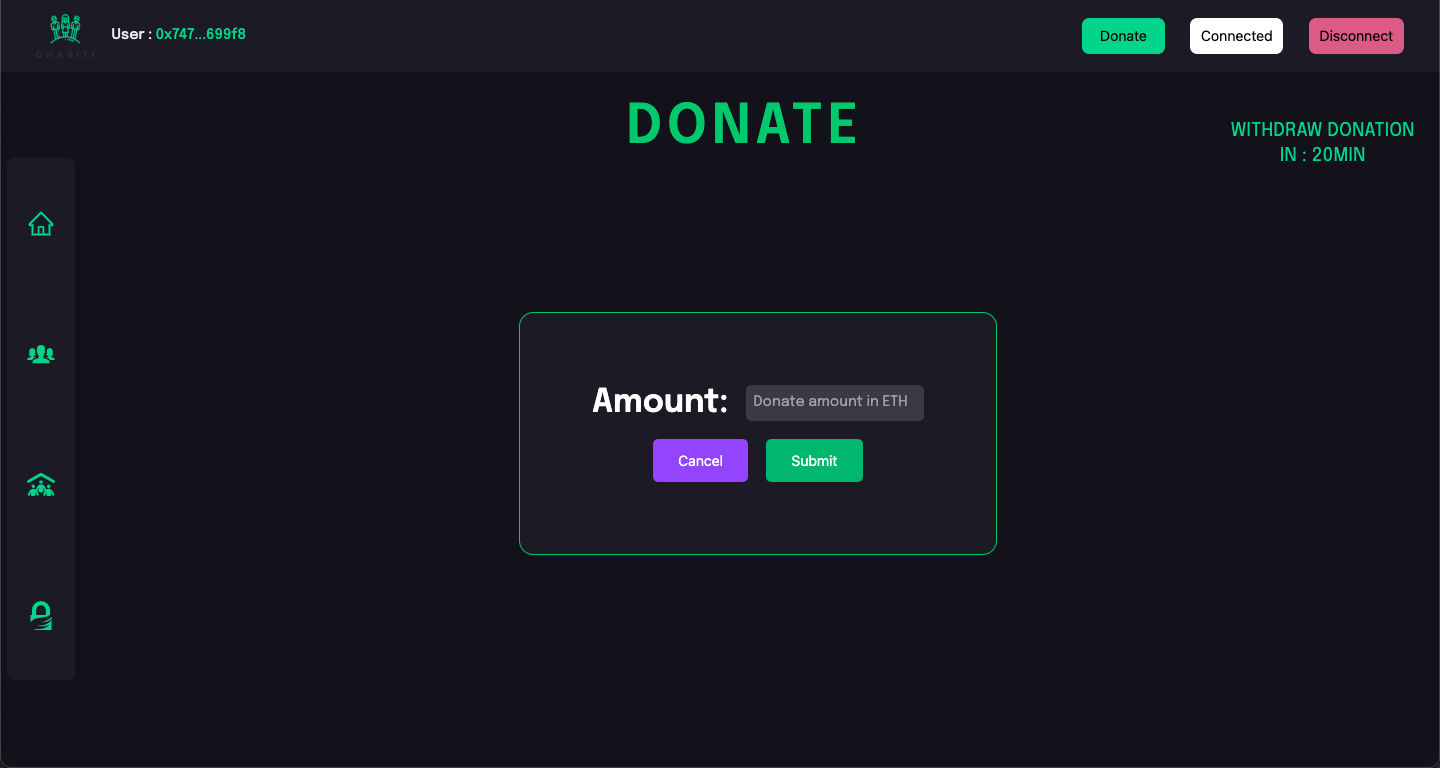 CHARITI
User : 0x747...699f8
Donate
Connected
Disconnect
DONATE
WITHDRAW DONATION
IN : 20MIN
Amount:
Donate amount in ETH
Cancel
Submit